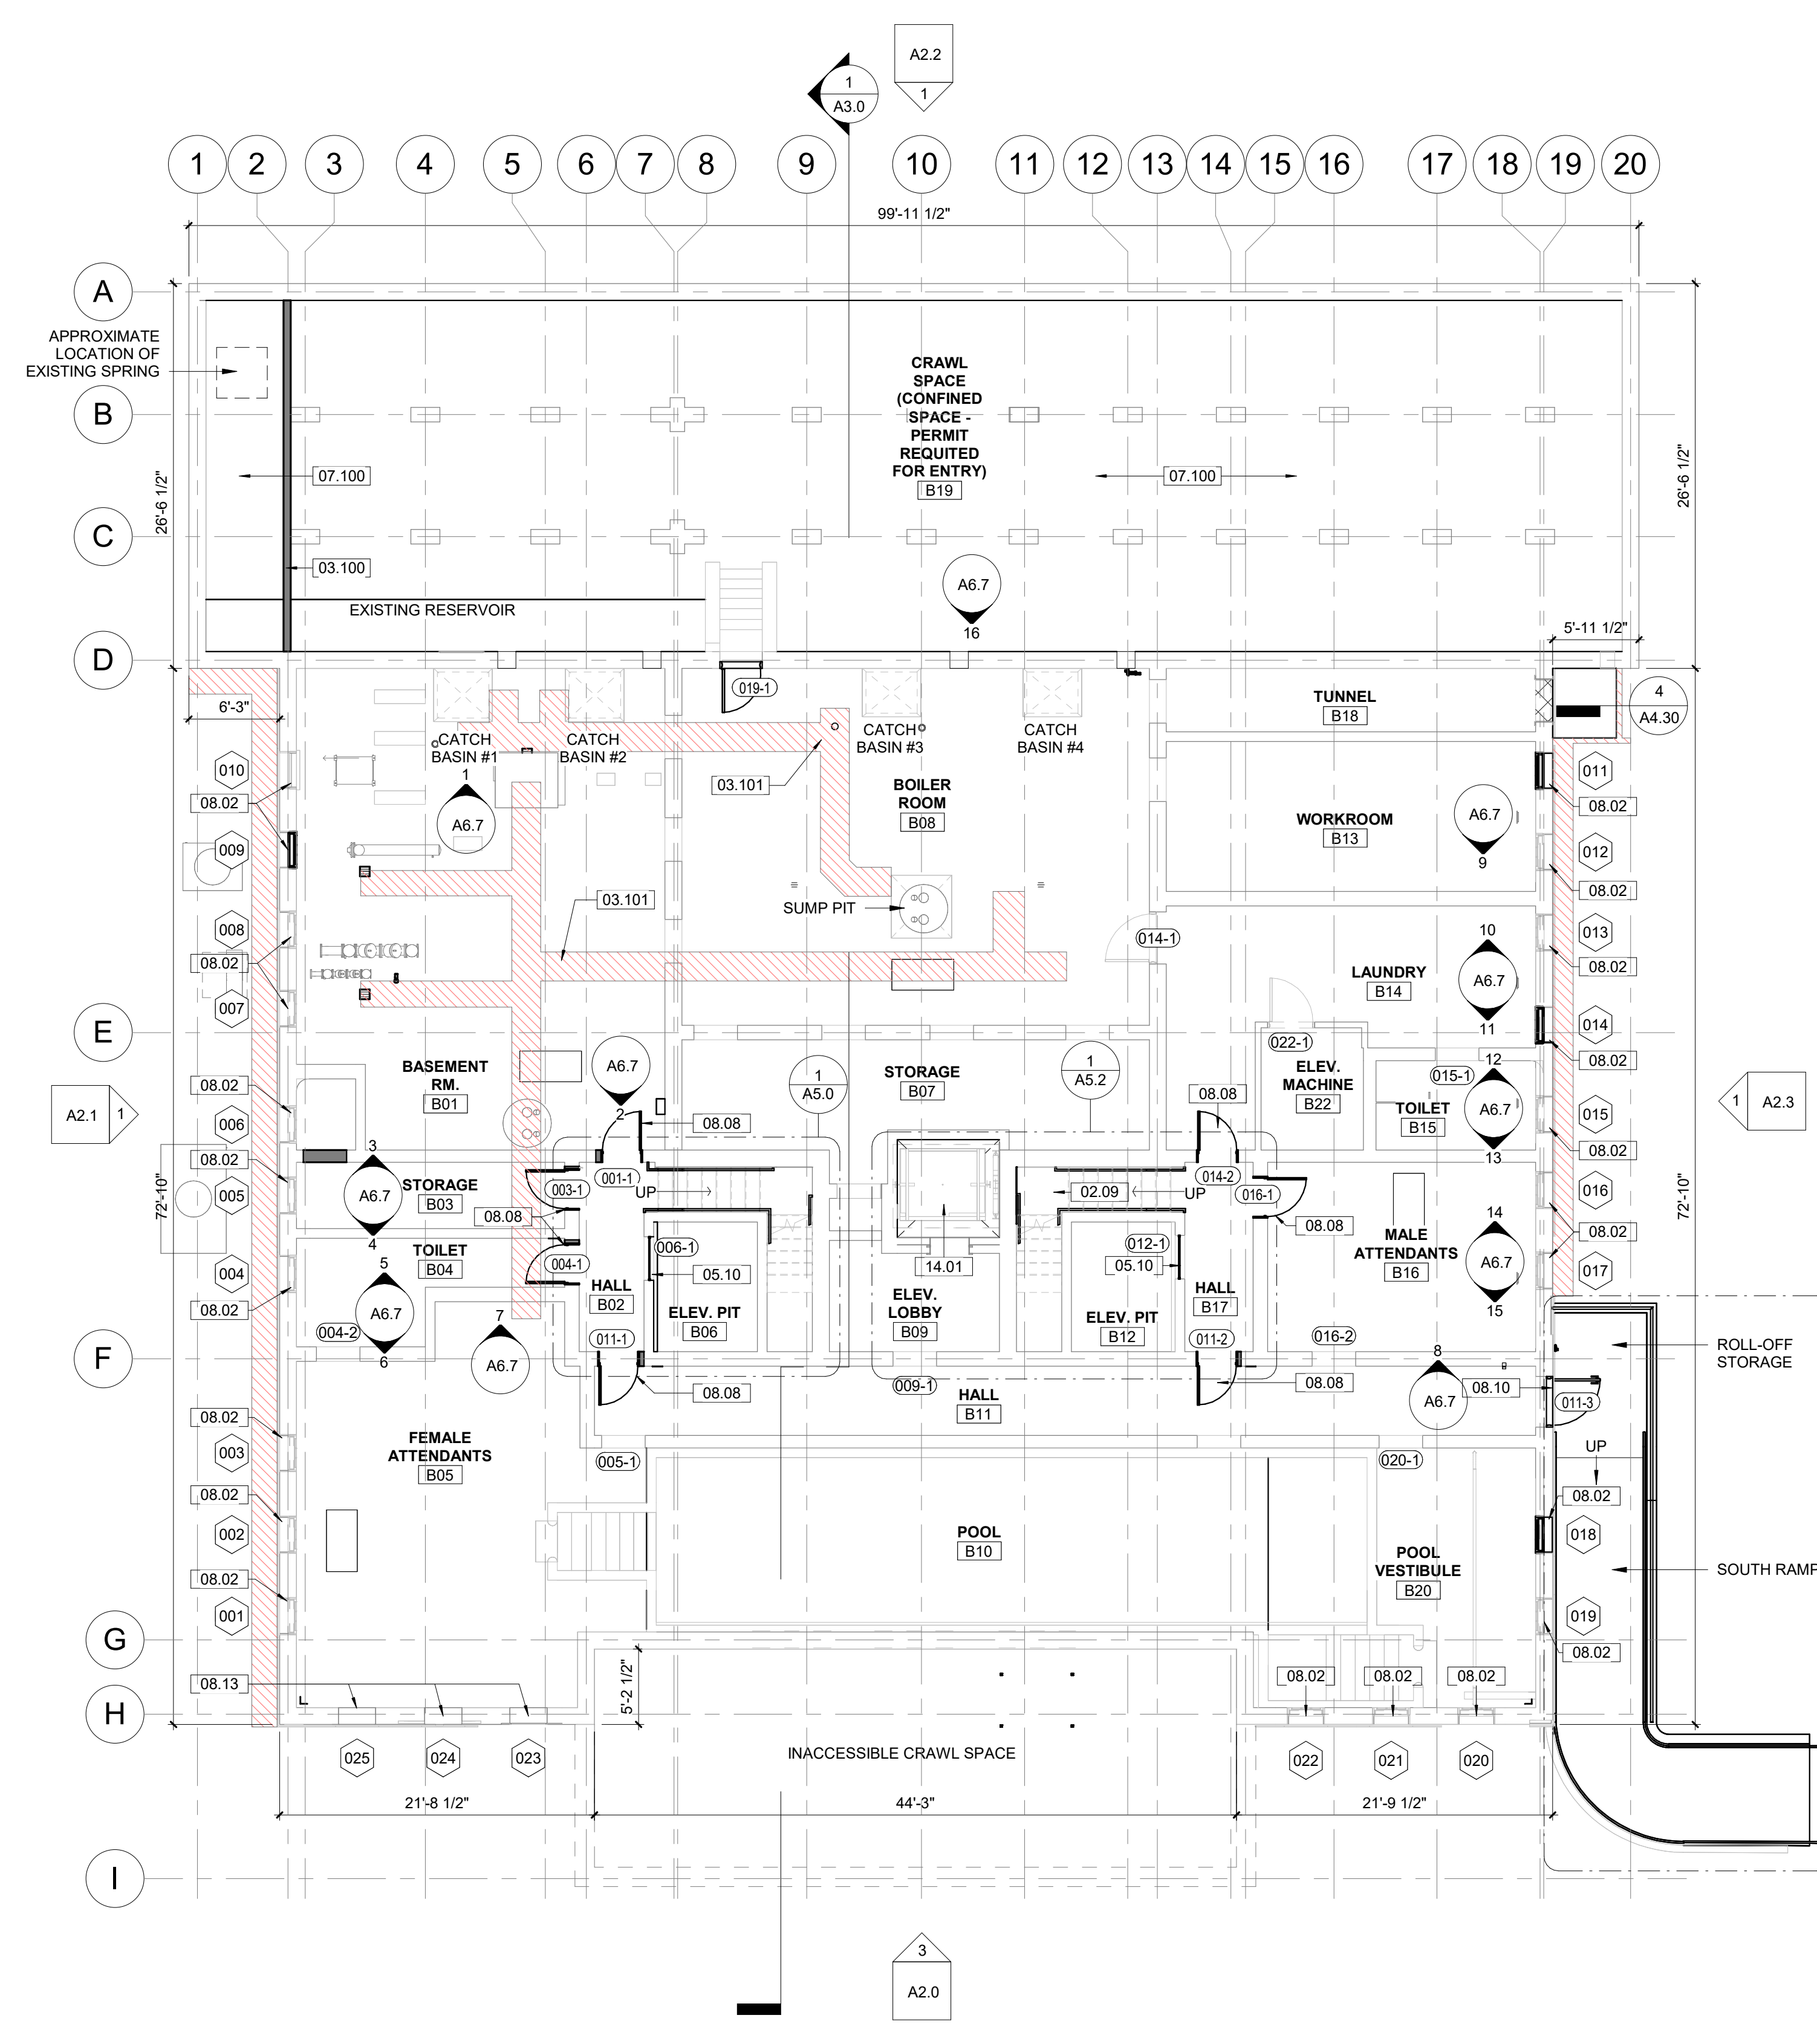 A2.2
1
1
A3.0
1
2
3
4
5
6
7
8
9
10
11
12
13
14
15
16
17
18
19
20
99'-11 1/2"
A
APPROXIMATE
LOCATION OF
EXISTING SPRING
B
CRAWL
SPACE
(CONFINED
SPACE -
PERMIT
REQUITED
FOR ENTRY)
B19
07.100
07.100
26'-6 1/2"
26'-6 1/2"
C
03.100
EXISTING RESERVOIR
A6.7
16
5'-11 1/2"
D
019-1
6'-3"
TUNNEL
B18
4
A4.30
CATCH
BASIN #1
CATCH
BASIN #2
CATCH
BASIN #3
CATCH
BASIN #4
010
08.02
1
A6.7
03.101
BOILER
ROOM
B08
WORKROOM
B13
A6.7
9
011
08.02
009
012
08.02
03.101
SUMP PIT
008
08.02
007
014-1
LAUNDRY
B14
10
A6.7
11
013
08.02
014
08.02
E
022-1
BASEMENT
RM.
B01
A6.7
2
1
A5.0
STORAGE
B07
1
A5.2
ELEV.
MACHINE
B22
015-1
12
A6.7
13
TOILET
B15
08.02
006
08.02
08.08
08.08
015
08.02
A2.1
1
1
A2.3
3
A6.7
4
STORAGE
B03
003-1
001-1
UP
02.09
UP
014-2
016-1
005
72'-10"
72'-10"
016
08.02
08.08
08.08
5
A6.7
6
TOILET
B04
004-1
006-1
05.10
14.01
012-1
05.10
MALE
ATTENDANTS
B16
14
A6.7
15
004
08.02
017
HALL
B02
ELEV. PIT
B06
ELEV.
LOBBY
B09
ELEV. PIT
B12
HALL
B17
004-2
7
A6.7
011-1
011-2
016-2
ROLL-OFF
STORAGE
F
08.08
009-1
HALL
B11
08.08
8
A6.7
08.10
011-3
08.02
003
FEMALE
ATTENDANTS
B05
005-1
020-1
UP
08.02
08.02
002
POOL
B10
018
POOL
VESTIBULE
B20
SOUTH RAMP
08.02
001
019
08.02
G
08.13
5'-2 1/2"
08.02
08.02
08.02
H
INACCESSIBLE CRAWL SPACE
025
024
023
022
021
020
21'-8 1/2"
44'-3"
21'-9 1/2"
I
3
A2.0